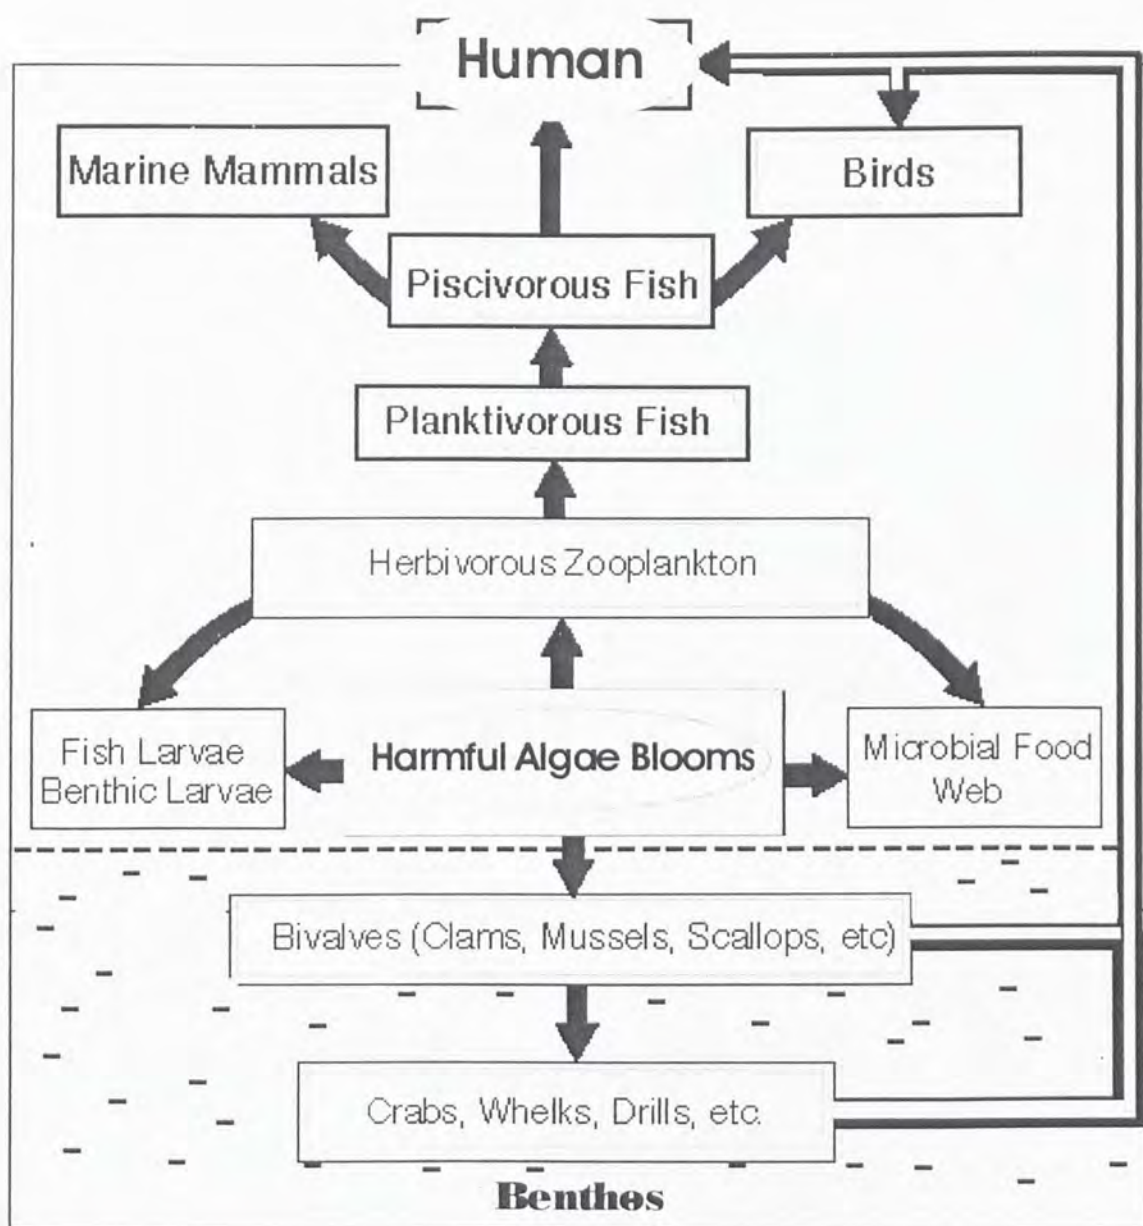 Human
Marine Mammals
Birds
Piscivorous Fish
Planktivorous Fish
Herbivorous Zooplankton
Fish Larvae
Benthic Larvae
Harmful Algae Blooms
Microbial Food
Web
Bivalves (Clams, Mussels, Scallops, etc)
Crabs, Whelks, Drills, etc.
Benthos